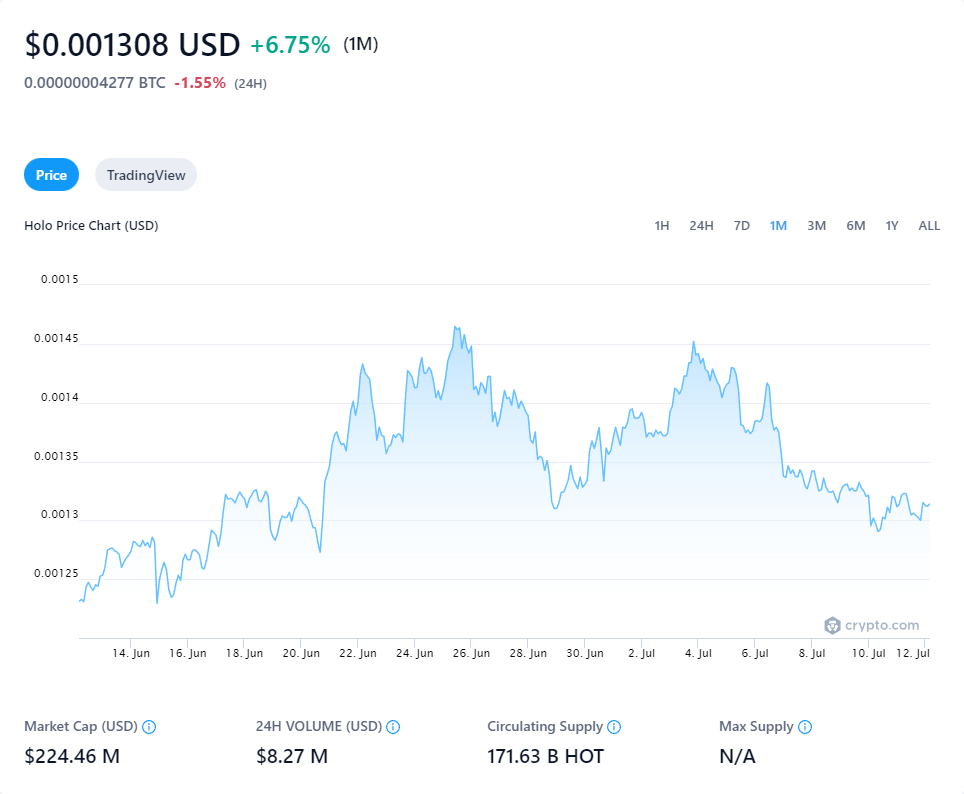 $0.001308 USD +6.75% (1M)
0.00000004277 BTC -1.55% (24H)
Price TradingView
Holo Price Chart (USD) 1H 24H 7D 1M 3M 6M 1Y ALL
0.0015
0.00145
0.0014
0.00135
0.0013
0.00125
crypto.com
14. Jun 16. Jun 18. Jun 20. Jun 22. Jun 24. Jun 26. Jun 28. Jun 30. Jun 2. Jul 4. Jul 6. Jul 8. Jul 10. Jul 12. Jul
Market Cap (USD) 24H VOLUME (USD) Circulating Supply Max Supply
$224.46 M $8.27 M 171.63 B HOT N/A